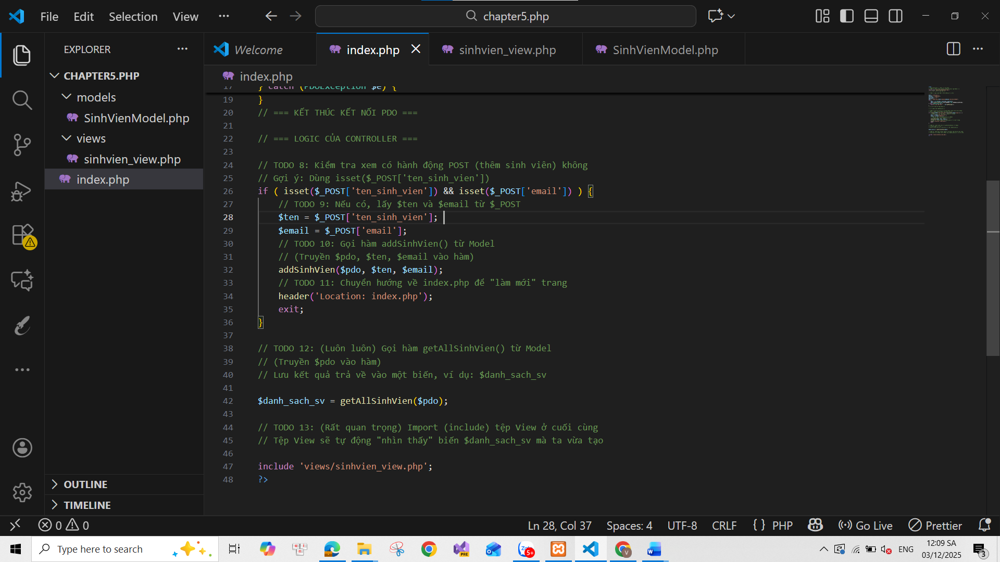 File Edit Selection View ··· chapter5.php
EXPLORER ···
Welcome index.php sinhvien_view.php SinhVienModel.php
CHAPTER5.PHP
models
SinhVienModel.php
views
sinhvien_view.php
index.php
OUTLINE
TIMELINE
index.php
17 } catch (PDOException $e) {
19 }
20 // === KẾT THÚC KẾT NỐI PDO ===
21
22 // === LOGIC CỦA CONTROLLER ===
23
24 // TODO 8: Kiểm tra xem có hành động POST (thêm sinh viên) không
25 // Gợi ý: Dùng isset($_POST['ten_sinh_vien'])
26 if ( isset($_POST['ten_sinh_vien']) && isset($_POST['email']) ) {
27 // TODO 9: Nếu có, lấy $ten và $email từ $_POST
28 $ten = $_POST['ten_sinh_vien'];
29 $email = $_POST['email'];
30 // TODO 10: Gọi hàm addSinhVien() từ Model
31 // (Truyền $pdo, $ten, $email vào hàm)
32 addSinhVien($pdo, $ten, $email);
33 // TODO 11: Chuyển hướng về index.php để "làm mới" trang
34 header('Location: index.php');
35 exit;
36 }
37
38 // TODO 12: (Luôn luôn) Gọi hàm getAllSinhVien() từ Model
39 // (Truyền $pdo vào hàm)
40 // Lưu kết quả trả về vào một biến, ví dụ: $danh_sach_sv
41
42 $danh_sach_sv = getAllSinhVien($pdo);
43
44 // TODO 13: (Rất quan trọng) Import (include) tệp View ở cuối cùng
45 // Tệp View sẽ tự động "nhìn thấy" biến $danh_sach_sv mà ta vừa tạo
46
47 include 'views/sinhvien_view.php';
48 ?>
0 0 Ln 28, Col 37 Spaces: 4 UTF-8 CRLF { } PHP Go Live Prettier
Type here to search
PRE
5+
V
ENG
12:09 SA
03/12/2025
3